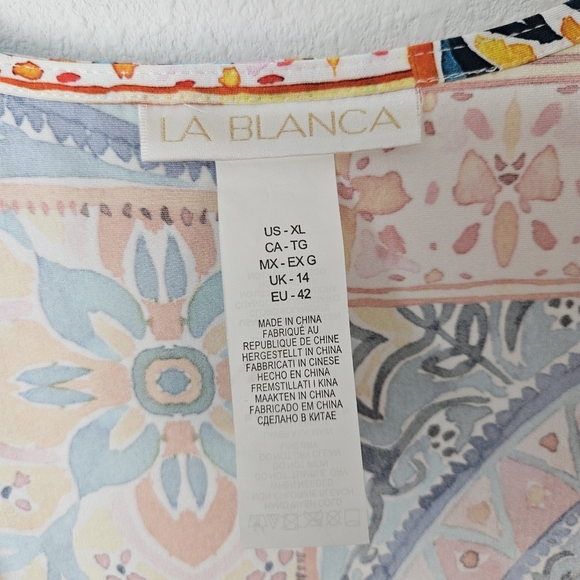 LA BLANCA
US - XL
CA - TG
MX - EX G
UK - 14
EU - 42
MADE IN CHINA
FABRIQUÉ AU
REPUBLIQUE DE CHINE
HERGESTELLT IN CHINA
FABBRICATI IN CINESE
HECHO EN CHINA
FREMSTILLATI I KINA
MAAKTEN IN CHINA
FABRICADO EM CHINA
СДЕЛАНО В КИТАЕ